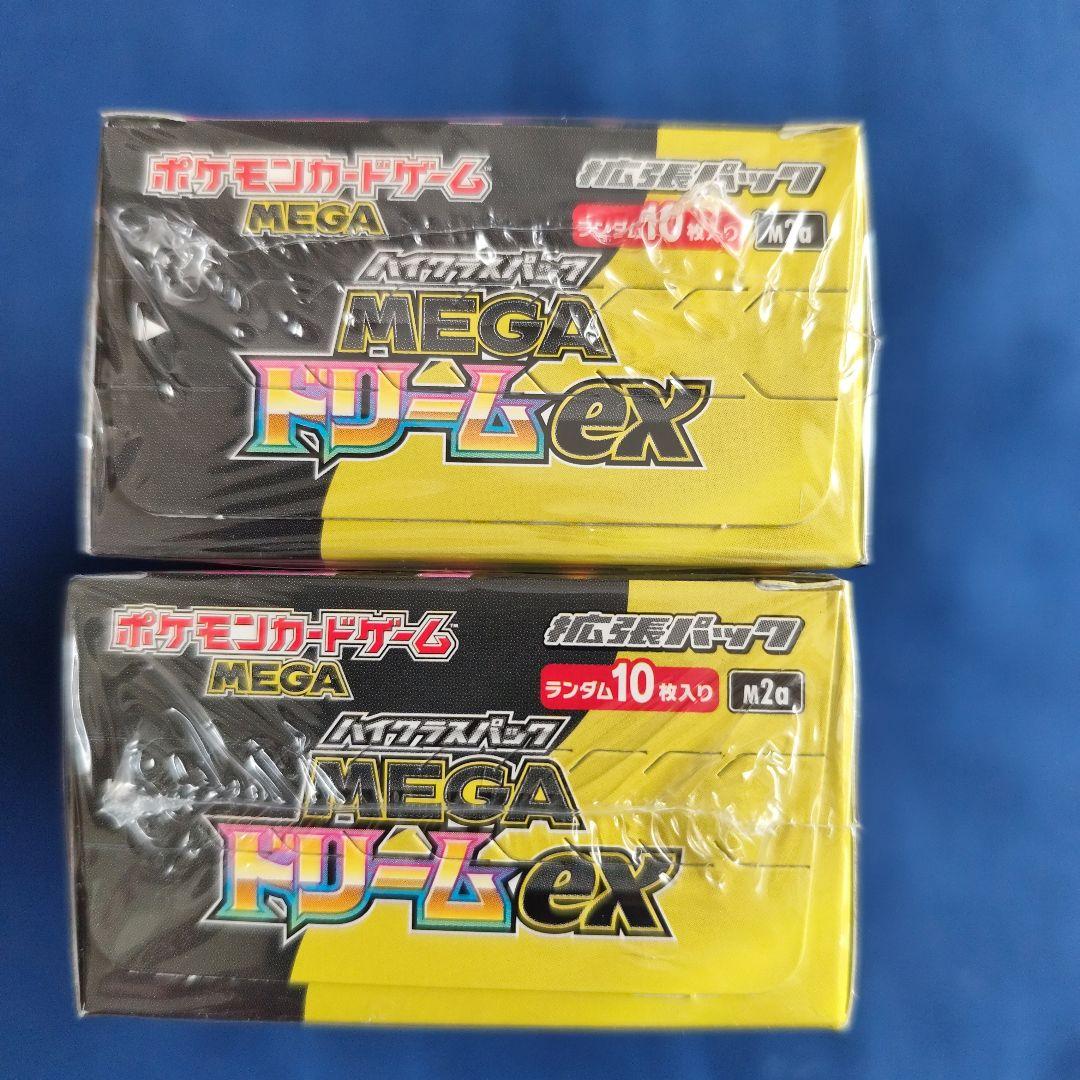 ポケモンカードゲーム
MEGA
拡張パック
ランダム10枚入り
M2a
ハイクラスパック
MEGA
ドリームex
ポケモンカードゲーム™
MEGA
拡張パック
ランダム10枚入り
M2a
ハイクラスパック
MEGA
ドリームex